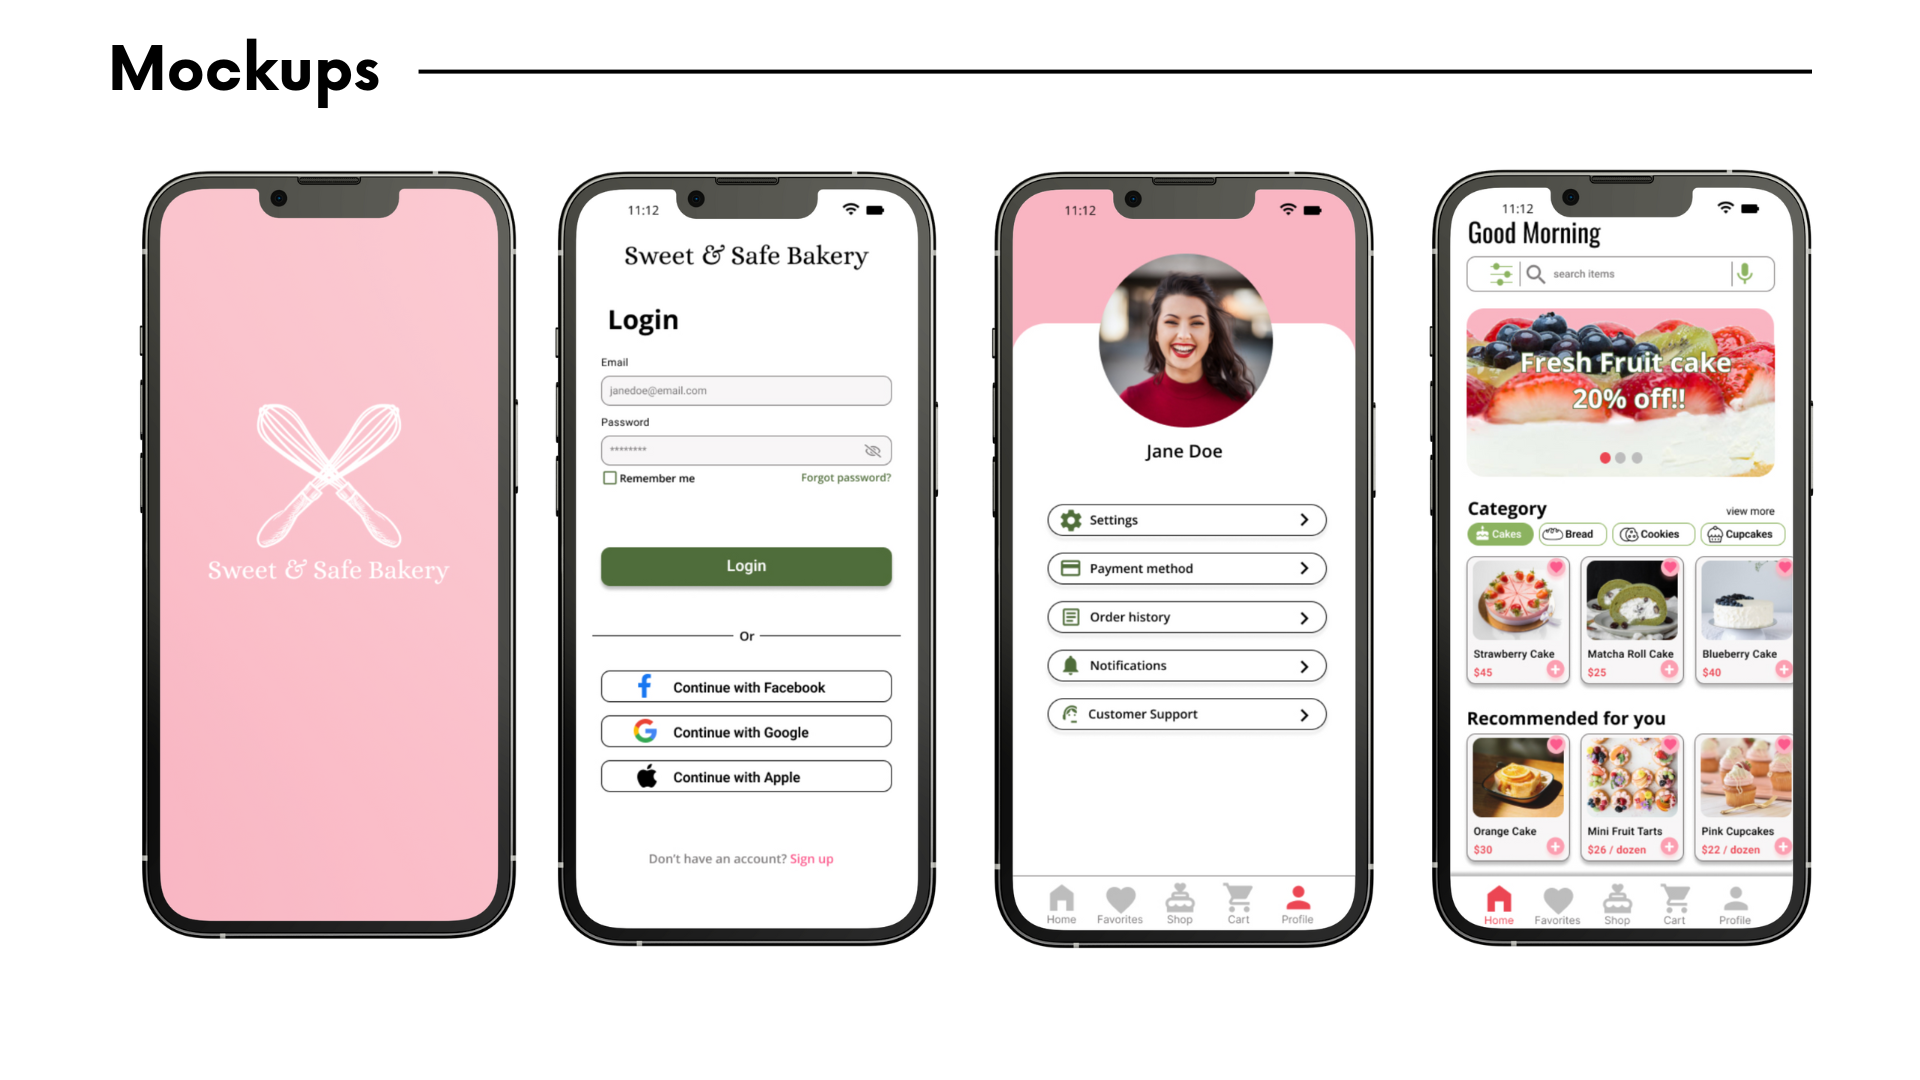 Mockups
Sweet & Safe Bakery
11:12
Sweet & Safe Bakery
Login
Email
janedoe@email.com
Password
********
Remember me
Forgot password?
Login
Or
Continue with Facebook
Continue with Google
Continue with Apple
Don't have an account? Sign up
11:12
Jane Doe
Settings
Payment method
Order history
Notifications
Customer Support
Home
Favorites
Shop
Cart
Profile
11:12
Good Morning
search items
Fresh Fruit cake
20% off!!
Category
view more
Cakes
Bread
Cookies
Cupcakes
Strawberry Cake
$45
Matcha Roll Cake
$25
Blueberry Cake
$40
Recommended for you
Orange Cake
$30
Mini Fruit Tarts
$26 / dozen
Pink Cupcakes
$22 / dozen
Home
Favorites
Shop
Cart
Profile